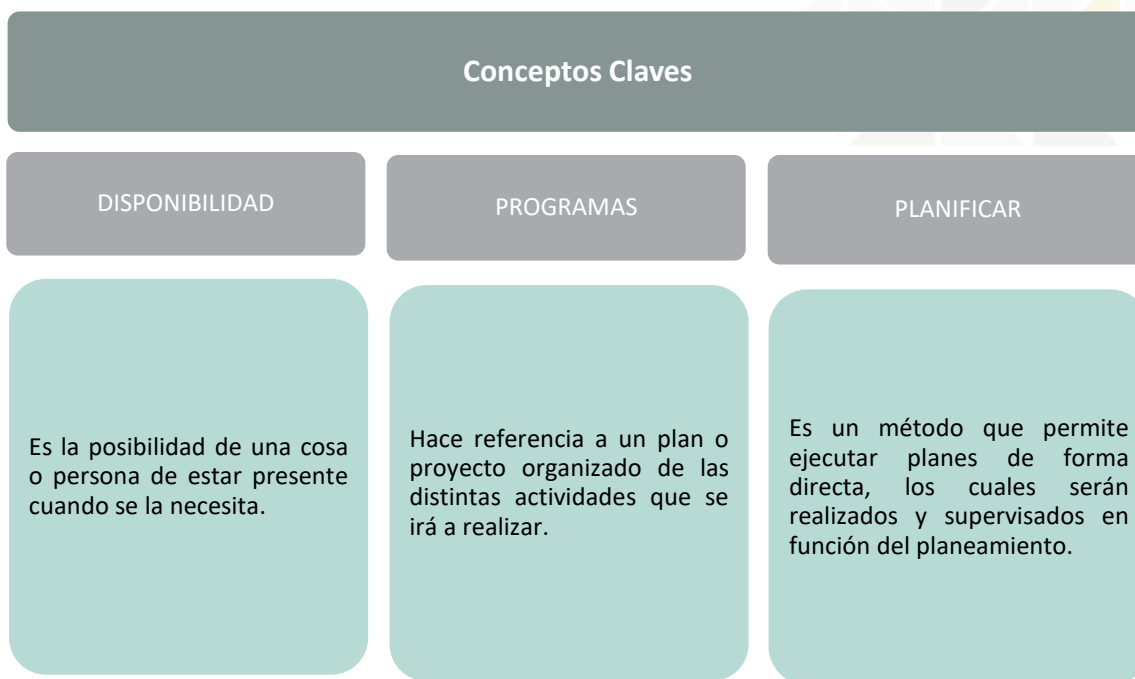 Conceptos Claves
DISPONIBILIDAD
PROGRAMAS
PLANIFICAR
Es la posibilidad de una cosa
o persona de estar presente
cuando se la necesita.
Hace referencia a un plan o
proyecto organizado de las
distintas actividades que se
irá a realizar.
Es un método que permite
ejecutar planes de forma
directa, los cuales serán
realizados y supervisados en
función del planeamiento.